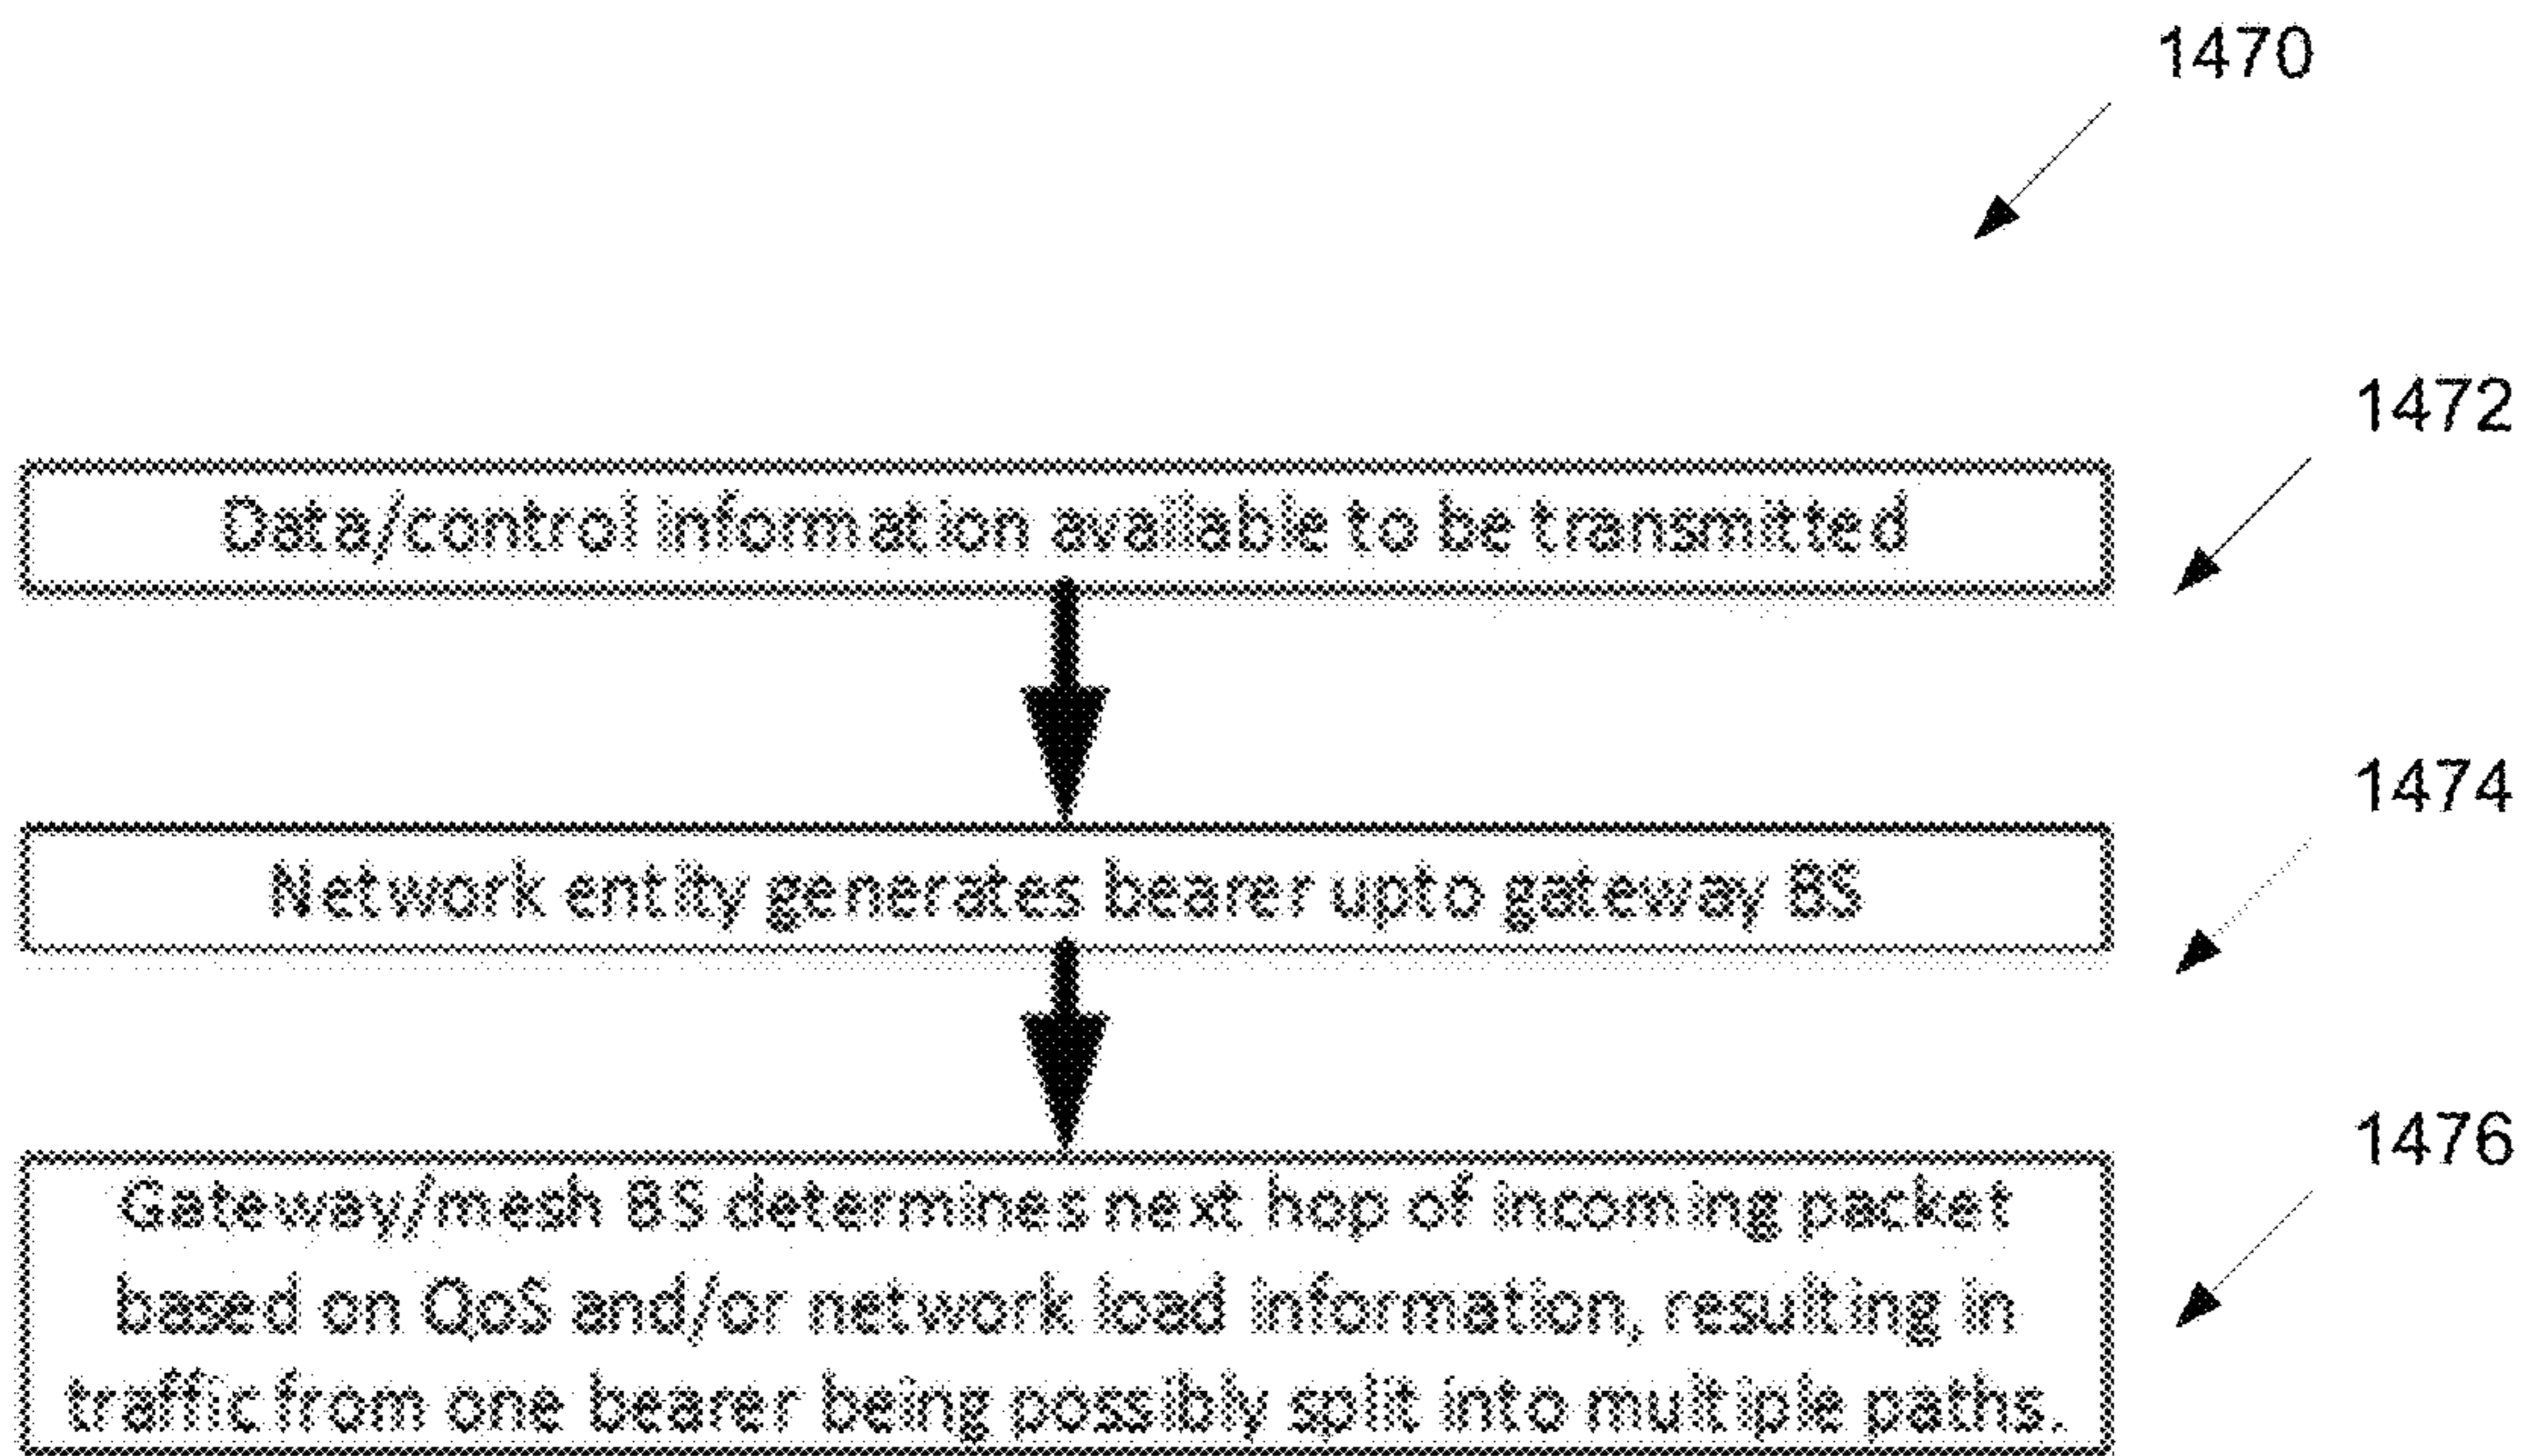 1470
1472
Data/control information available to be transmitted
1474
Network entity generates bearer upto gateway BS
1476
Gateway/mesh BS determines next hop of incoming packet
based on QoS and/or network load information, resulting in
traffic from one bearer being possibly split into multiple paths.